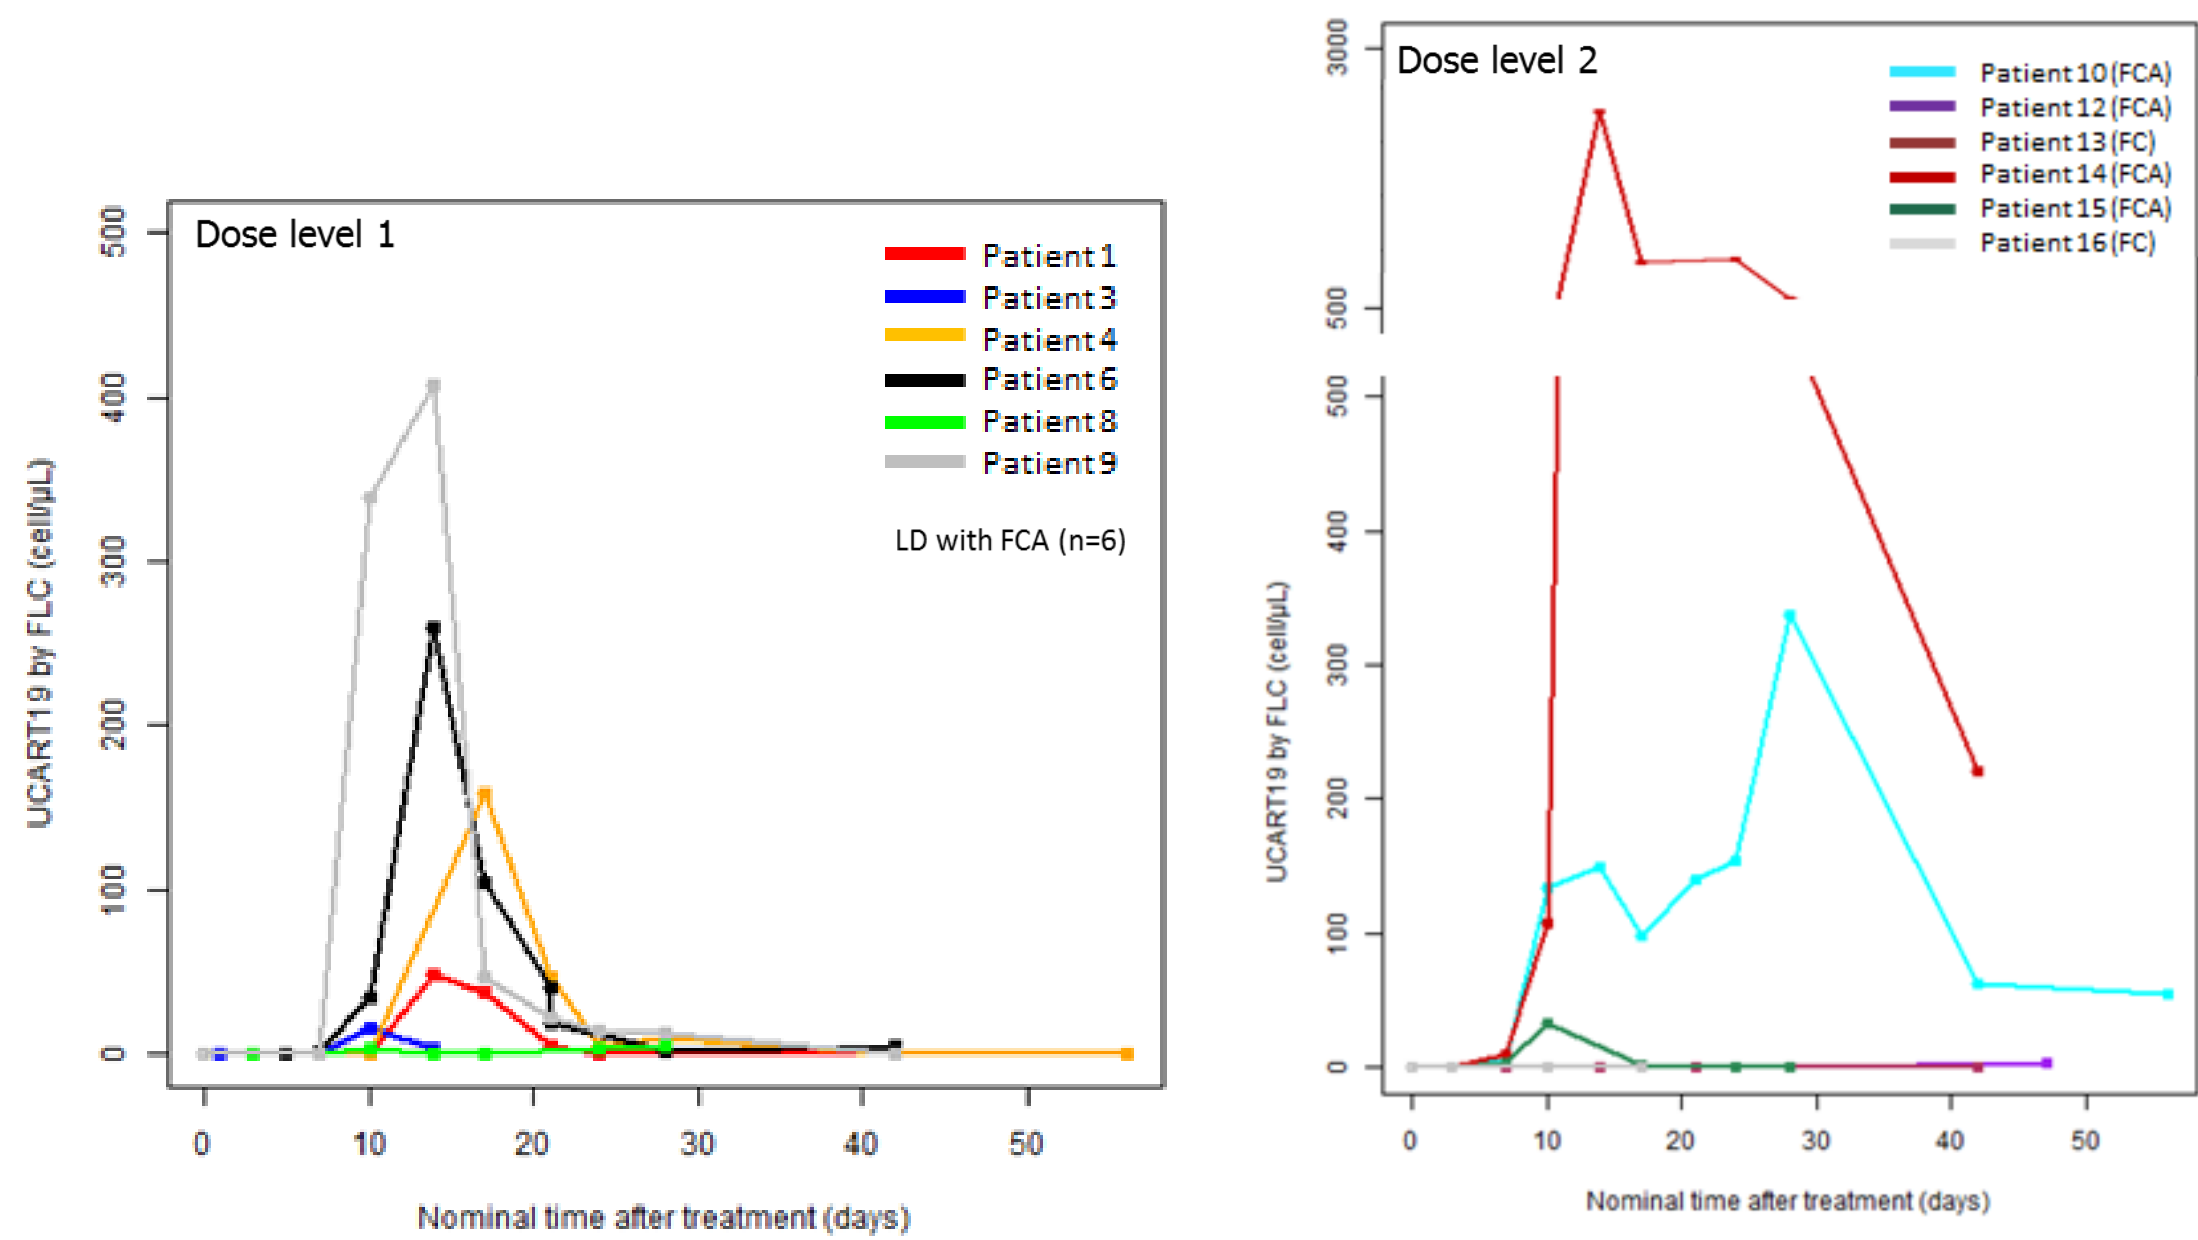 Dose level 1
Patient 1
Patient 3
Patient 4
Patient 6
Patient 8
Patient 9
LD with FCA (n=6)
UCART19 by FLC (cell/µL)
500
400
300
200
100
0
0 10 20 30 40 50
Nominal time after treatment (days)
Dose level 2
Patient 10 (FCA)
Patient 12 (FCA)
Patient 13 (FC)
Patient 14 (FCA)
Patient 15 (FCA)
Patient 16 (FC)
UCART19 by FLC (cell/µL)
3000
500
500
400
300
200
100
0
0 10 20 30 40 50
Nominal time after treatment (days)